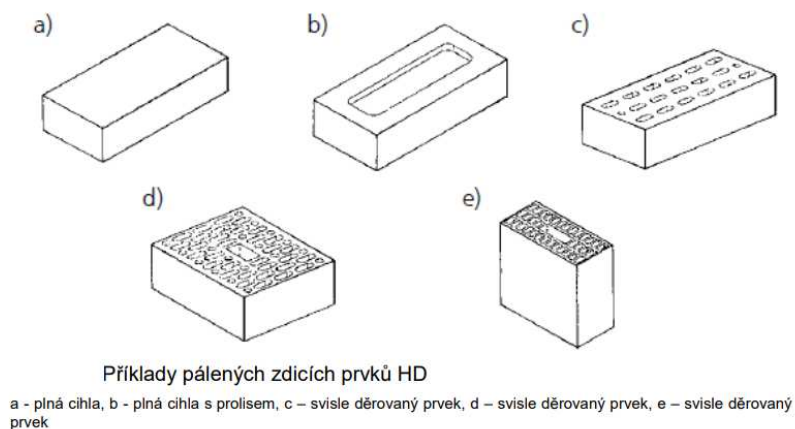 a)
b)
c)
d)
e)
Příklady pálených zdicích prvků HD
a - plná cihla, b - plná cihla s prolisem, c – svisle děrovaný prvek, d – svisle děrovaný prvek, e – svisle děrovaný
prvek